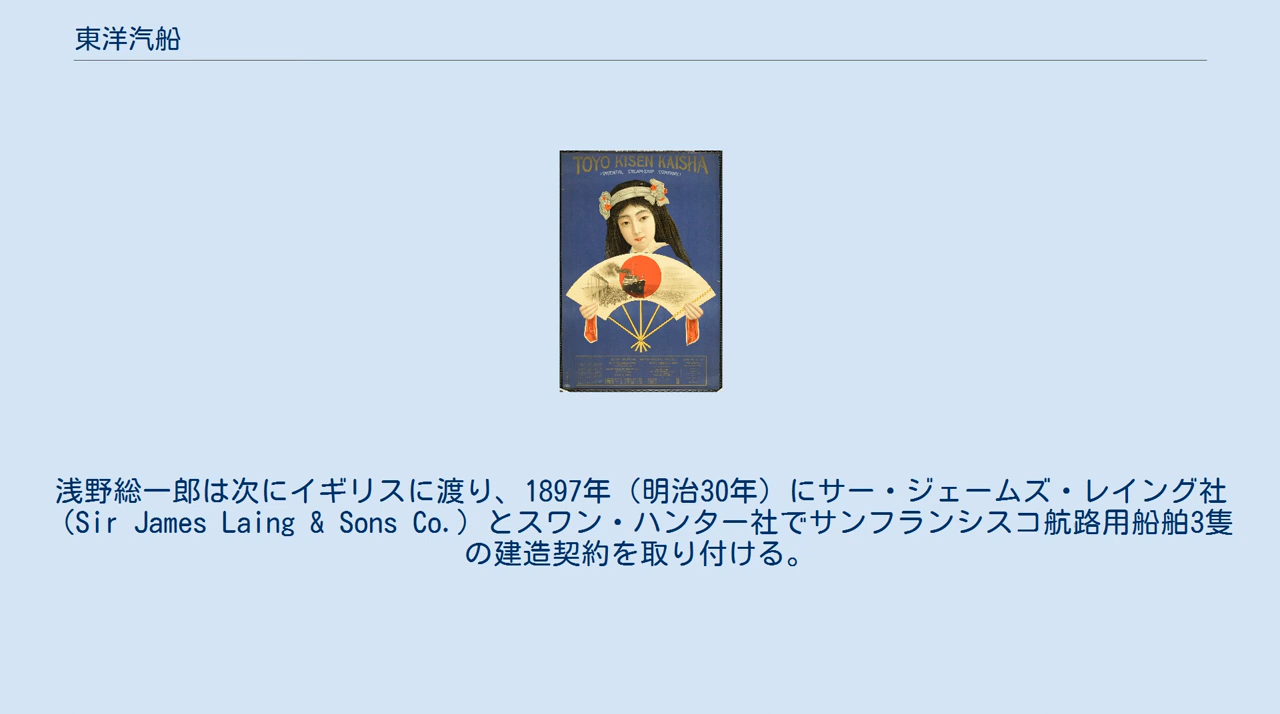 東洋汽船
TOYO KISEN KAISHA
(ORIENTAL STEAMSHIP COMPANY)
浅野総一郎は次にイギリスに渡り、1897年（明治30年）にサー・ジェームズ・レイング社
（Sir James Laing & Sons Co.）とスワン・ハンター社でサンフランシスコ航路用船舶3隻
の建造契約を取り付ける。